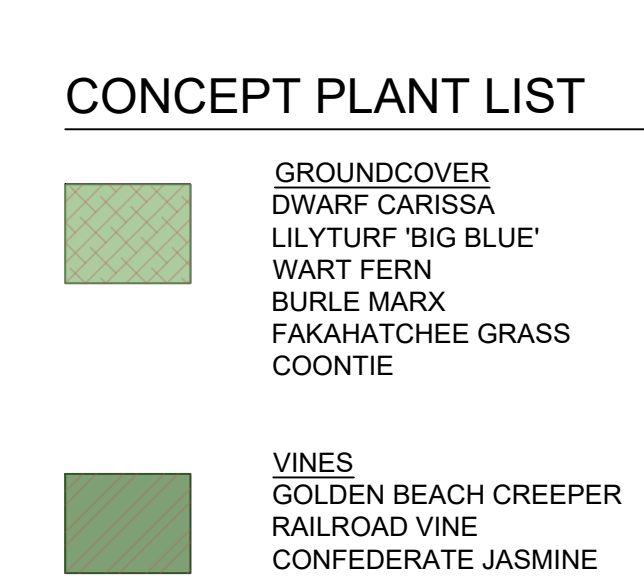 CONCEPT PLANT LIST
GROUNDCOVER
DWARF CARISSA
LILYTURF 'BIG BLUE'
WART FERN
BURLE MARX
FAKAHATCHEE GRASS
COONTIE
VINES
GOLDEN BEACH CREEPER
RAILROAD VINE
CONFEDERATE JASMINE